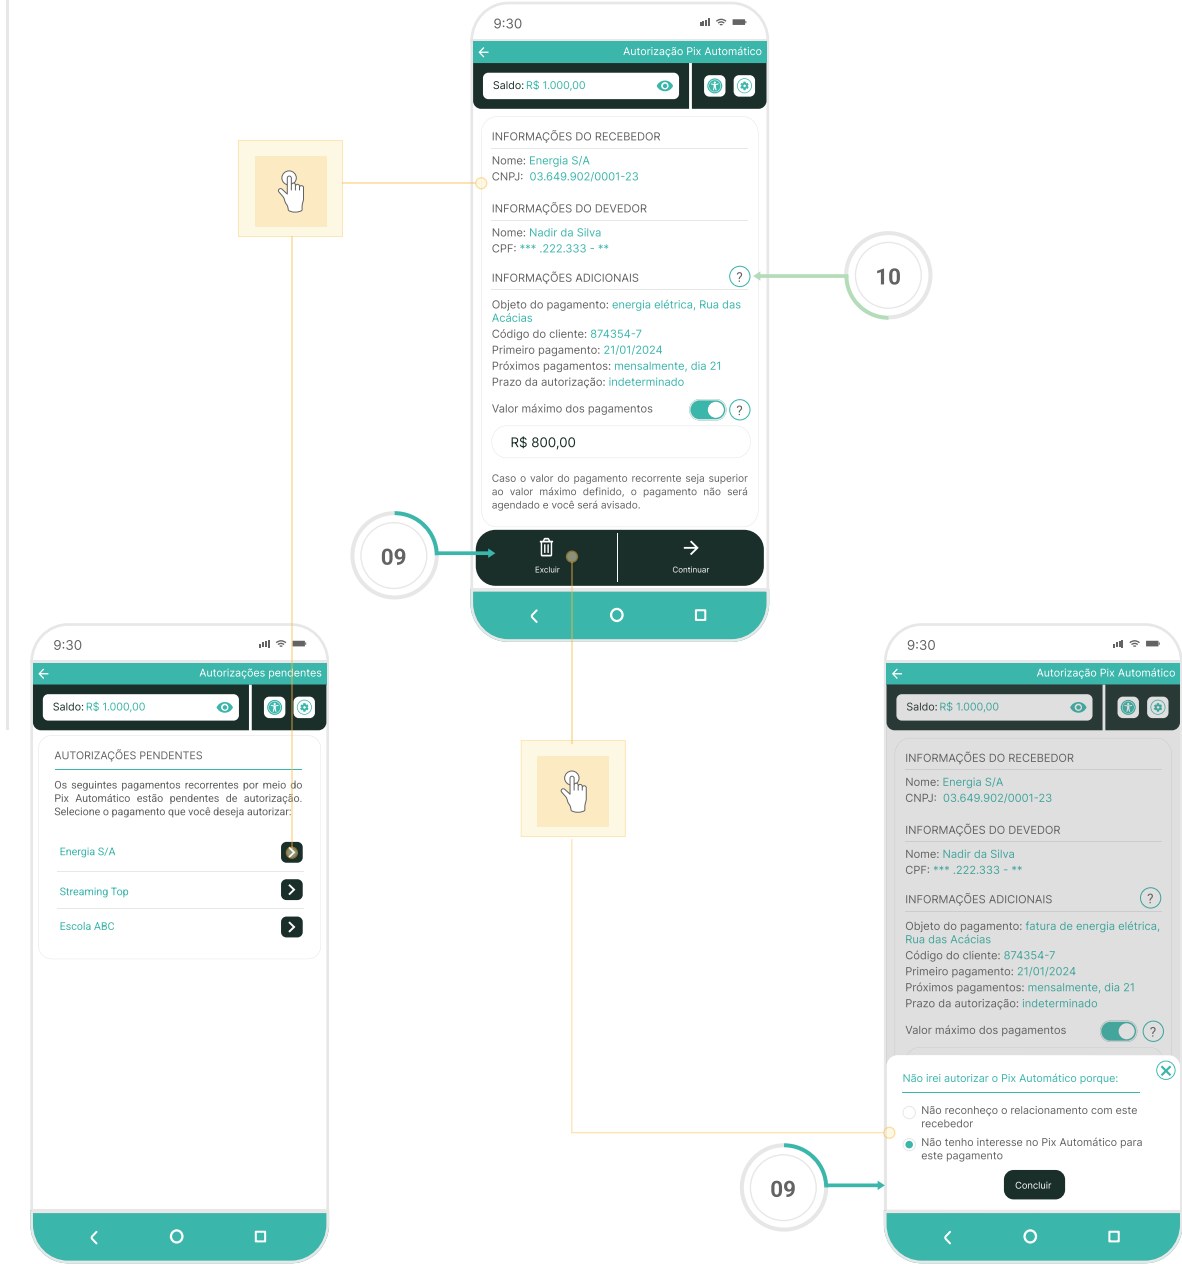 9:30
Autorização Pix Automático
Saldo: R$ 1.000,00
INFORMAÇÕES DO RECEBEDOR
Nome: Energia S/A
CNPJ: 03.649.902/0001-23
INFORMAÇÕES DO DEVEDOR
Nome: Nadir da Silva
CPF: *** .222.333 - **
INFORMAÇÕES ADICIONAIS
?
10
Objeto do pagamento: energia elétrica, Rua das
Acácias
Código do cliente: 874354-7
Primeiro pagamento: 21/01/2024
Próximos pagamentos: mensalmente, dia 21
Prazo da autorização: indeterminado
Valor máximo dos pagamentos
?
R$ 800,00
Caso o valor do pagamento recorrente seja superior
ao valor máximo definido, o pagamento não será
agendado e você será avisado.
09
Excluir
Continuar
9:30
Autorizações pendentes
Saldo: R$ 1.000,00
AUTORIZAÇÕES PENDENTES
Os seguintes pagamentos recorrentes por meio do
Pix Automático estão pendentes de autorização.
Selecione o pagamento que você deseja autorizar:
Energia S/A
Streaming Top
Escola ABC
9:30
Autorização Pix Automático
Saldo: R$ 1.000,00
INFORMAÇÕES DO RECEBEDOR
Nome: Energia S/A
CNPJ: 03.649.902/0001-23
INFORMAÇÕES DO DEVEDOR
Nome: Nadir da Silva
CPF: *** .222.333 - **
INFORMAÇÕES ADICIONAIS
?
Objeto do pagamento: fatura de energia elétrica,
Rua das Acácias
Código do cliente: 874354-7
Primeiro pagamento: 21/01/2024
Próximos pagamentos: mensalmente, dia 21
Prazo da autorização: indeterminado
Valor máximo dos pagamentos
?
Não irei autorizar o Pix Automático porque:
Não reconheço o relacionamento com este
recebedor
Não tenho interesse no Pix Automático para
este pagamento
09
Concluir